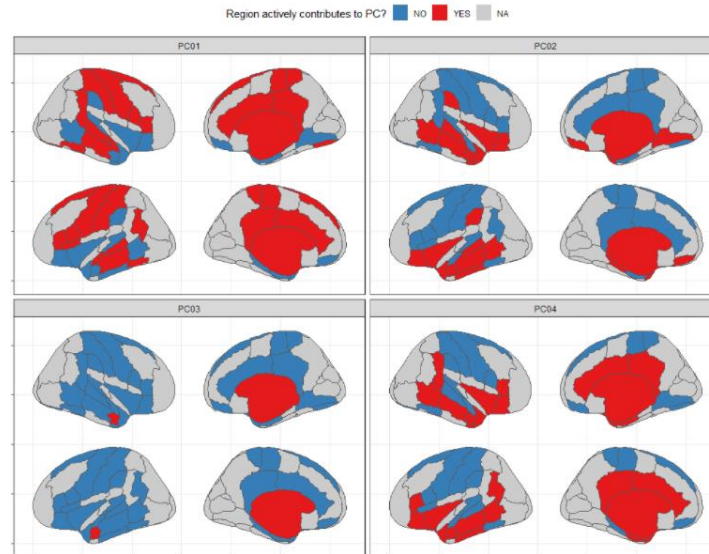 Region actively contributes to PC? NO YES NA
PC01 PC02
PC03 PC04